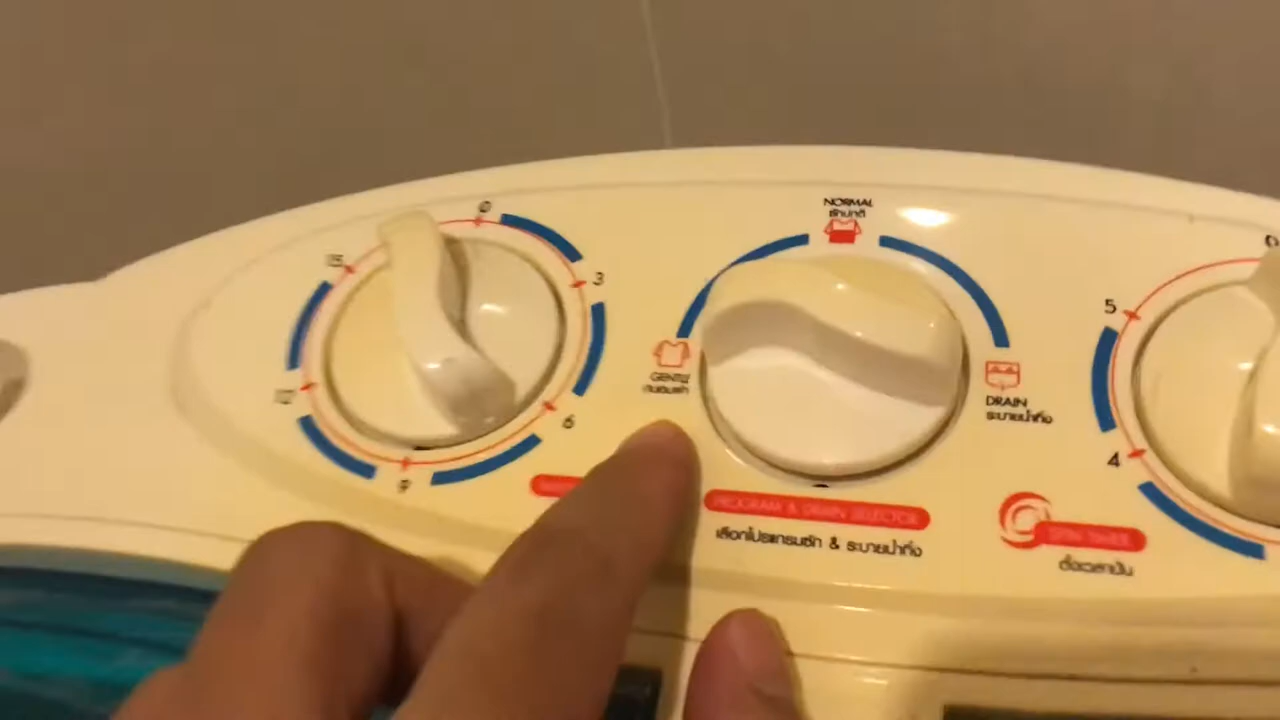 0
3
6
9
12
15
NORMAL
ซักปกติ
GENTLE
ถนอมผ้า
DRAIN
ระบายน้ำทิ้ง
PROGRAM & DRAIN SELECTOR
เลือกโปรแกรมซัก & ระบายน้ำทิ้ง
0
5
4
SPIN TIMER
ตั้งเวลาปั่น